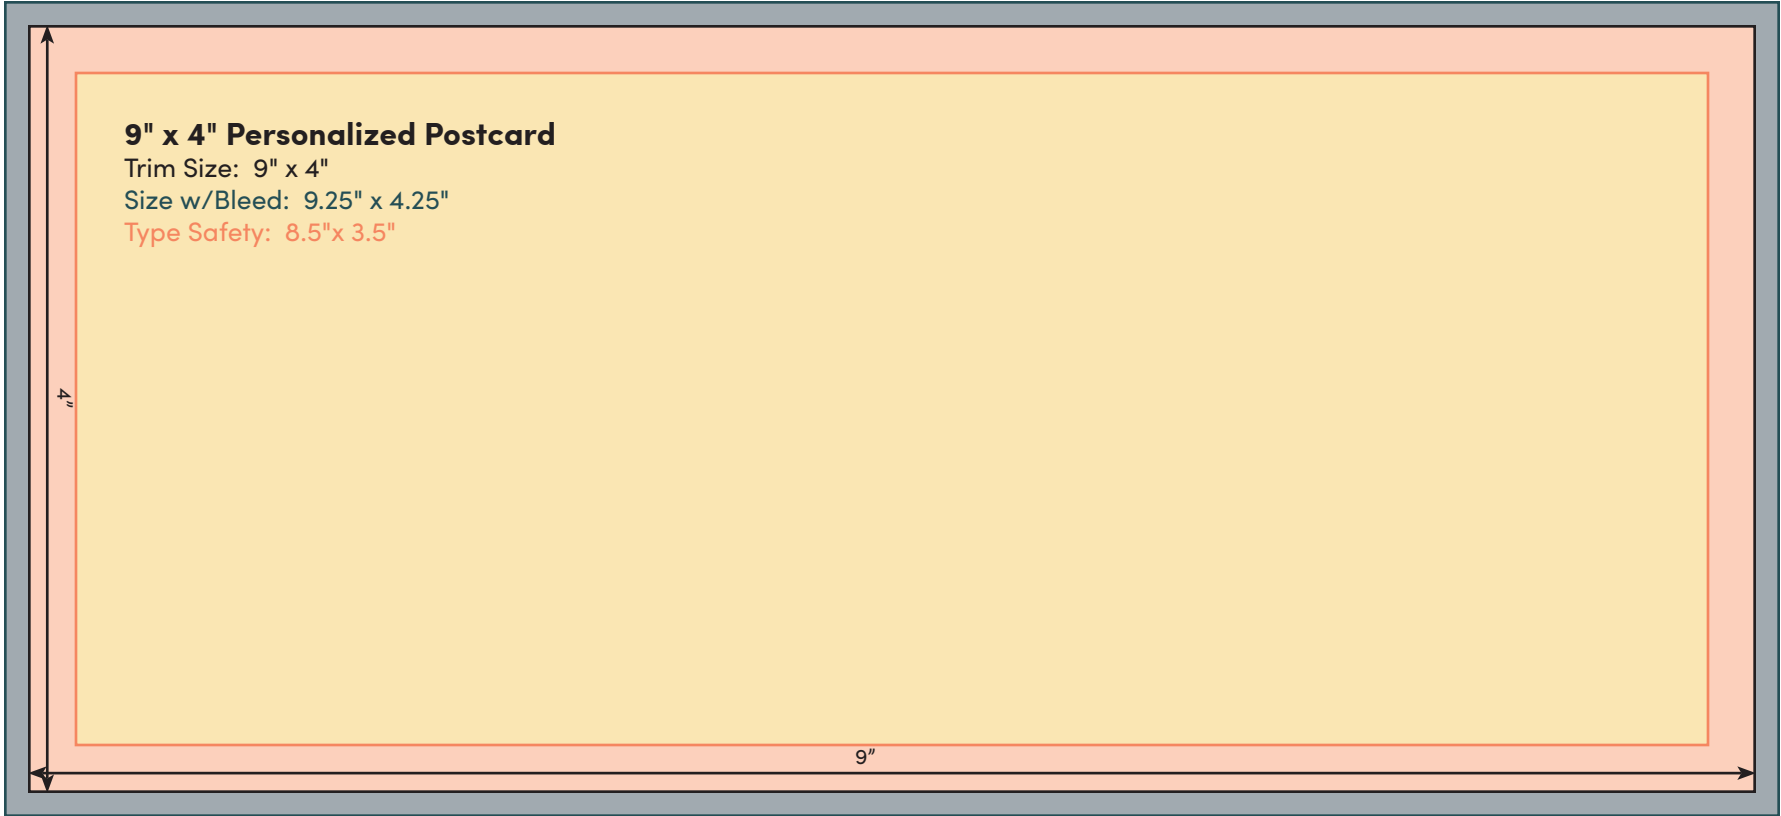 9" x 4" Personalized Postcard
Trim Size:  9" x 4"
Size w/Bleed:  9.25" x 4.25"
Type Safety:  8.5"x 3.5"
4”
9”